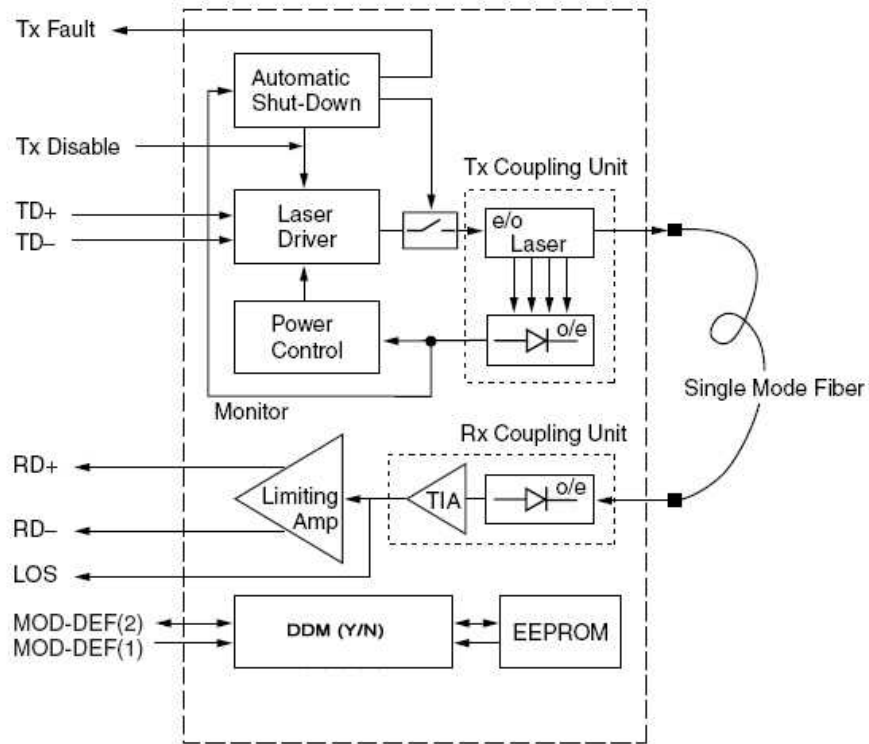 Tx Fault
Automatic
Shut-Down
Tx Disable
Tx Coupling Unit
TD+
TD–
Laser
Driver
e/o
Laser
Power
Control
o/e
Single Mode Fiber
Monitor
Rx Coupling Unit
RD+
RD–
Limiting
Amp
TIA
o/e
LOS
MOD-DEF(2)
MOD-DEF(1)
DDM (Y/N)
EEPROM